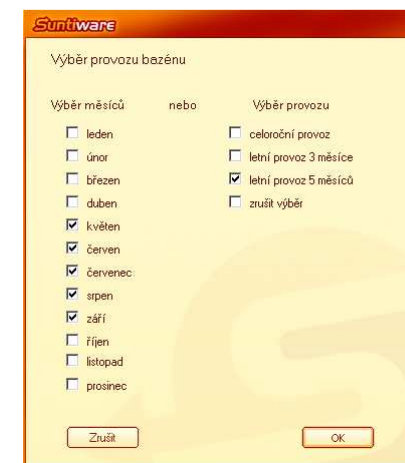 Suntiware
Výběr provozu bazénu
Výběr měsíců nebo Výběr provozu
leden celoroční provoz
únor letní provoz 3 měsíce
březen letní provoz 5 měsíců
duben zrušit výběr
květen
červen
červenec
srpen
září
říjen
listopad
prosinec
Zrušit OK